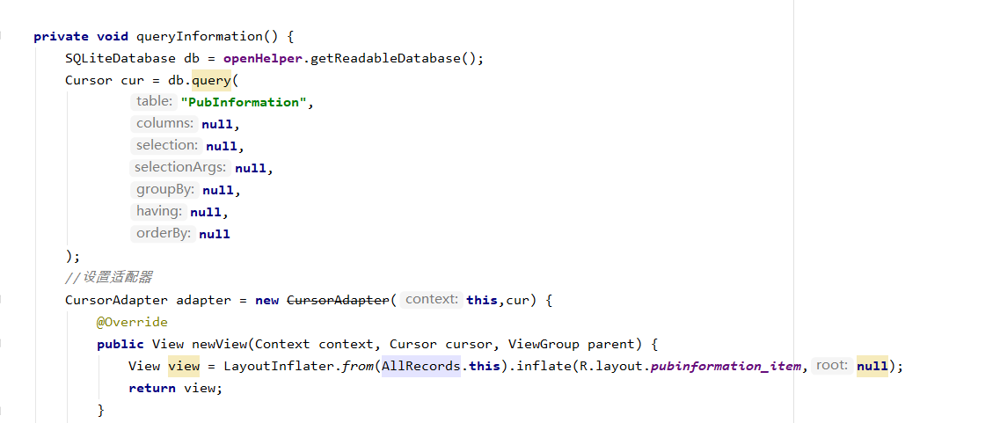 private void queryInformation() {
SQLiteDatabase db = openHelper.getReadableDatabase();
Cursor cur = db.query(
table: "PubInformation",
columns: null,
selection: null,
selectionArgs: null,
groupBy: null,
having: null,
orderBy: null
);
//设置适配器
CursorAdapter adapter = new CursorAdapter( context: this,cur) {
@Override
public View newView(Context context, Cursor cursor, ViewGroup parent) {
View view = LayoutInflater.from(AllRecords.this).inflate(R.layout.pubinformation_item, root: null);
return view;
}